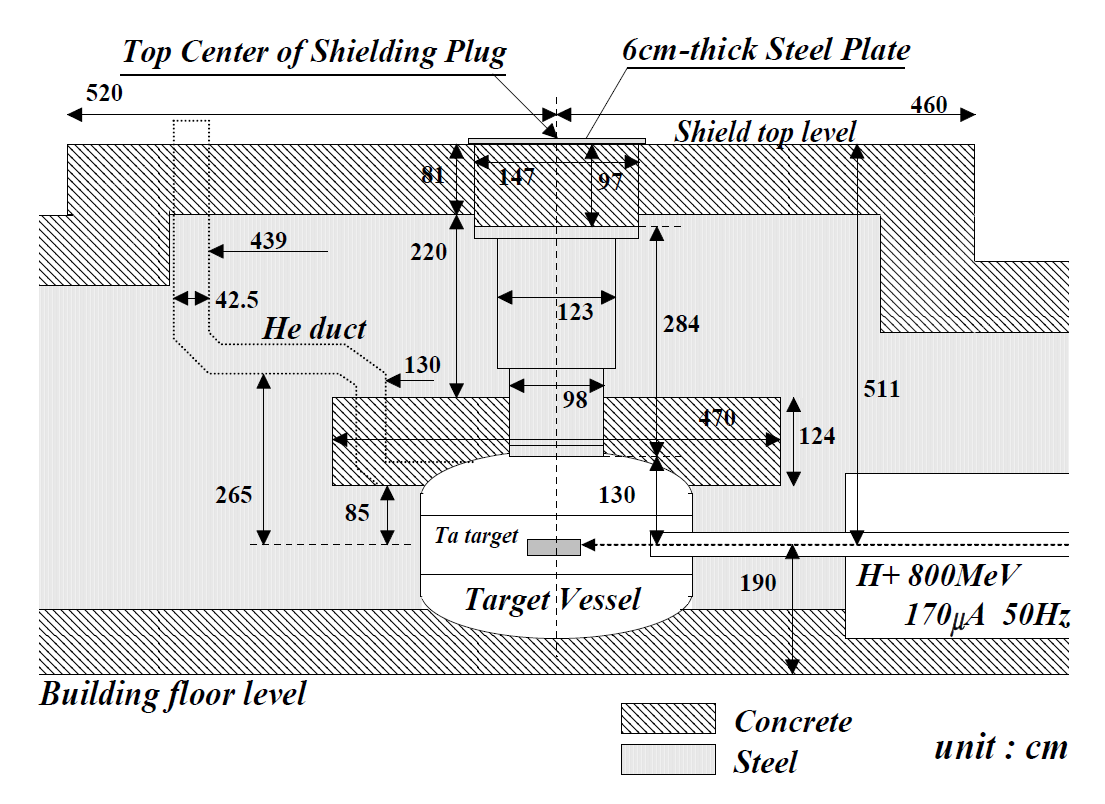 Top Center of Shielding Plug
6cm-thick Steel Plate
520
460
Shield top level
81
147
97
439
220
42.5
123
284
He duct
130
511
98
470
124
265
130
85
Ta target
190
H+ 800MeV
Target Vessel
170μA 50Hz
Building floor level
Concrete
Steel
unit : cm